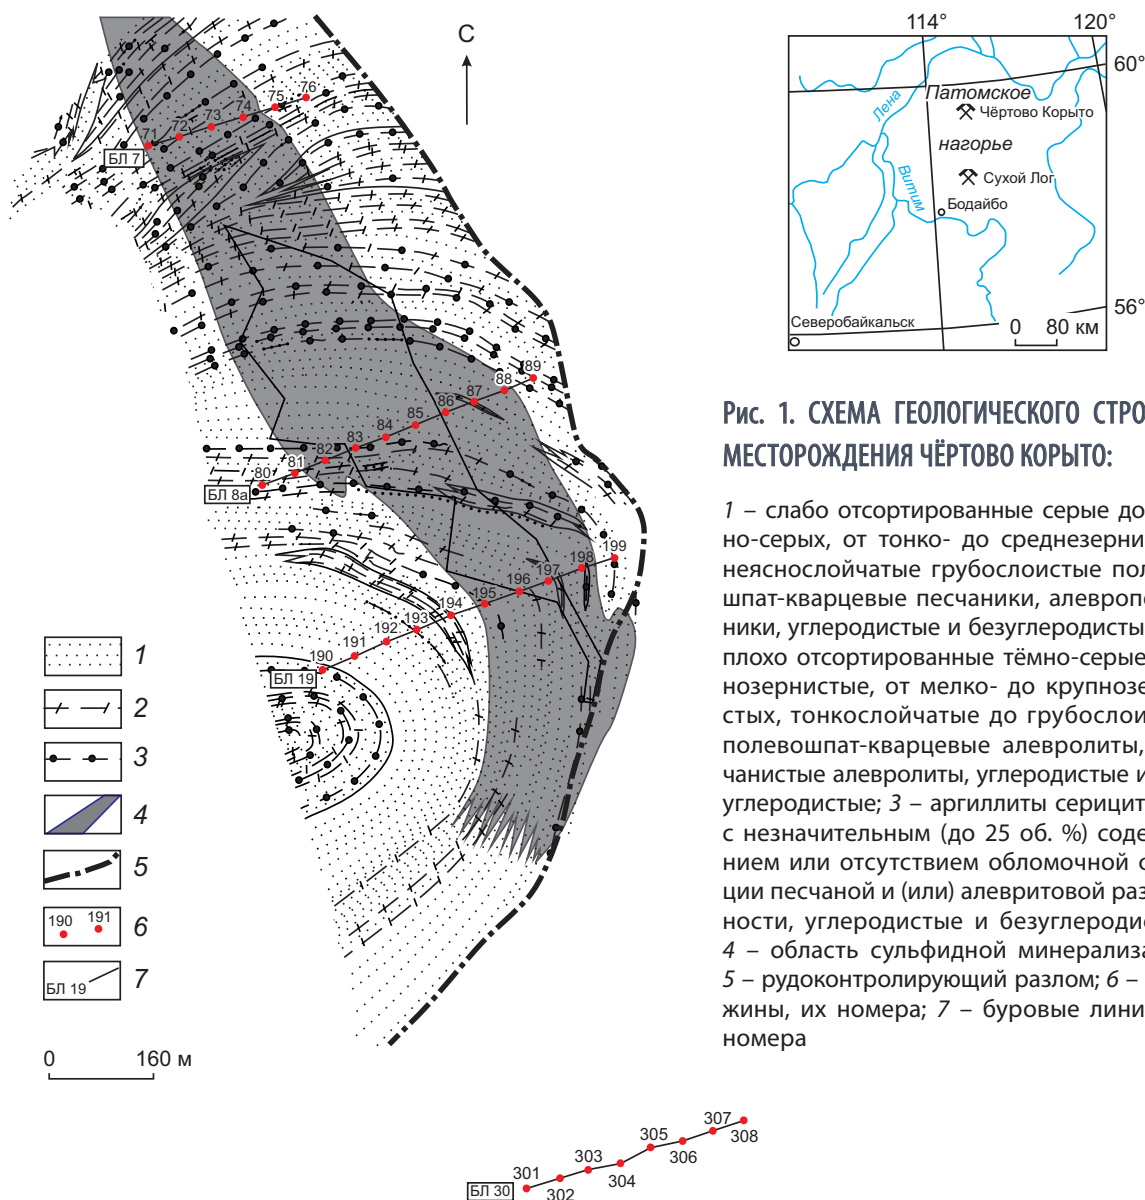 С
71
72
73
74
75
76
БЛ 7
80
81
82
83
84
85
86
87
88
89
БЛ 8а
190
191
192
193
194
195
196
197
198
199
БЛ 19
1
2
3
4
5
190 191
6
БЛ 19
7
0 160 м
301
302
303
304
305
306
307
308
БЛ 30
114° 120°
60°
Патомское
Чёртово Корыто
нагорье
Сухой Лог
Лена
Витим
Бодайбо
56°
Северобайкальск
0 80 км
Рис. 1. СХЕМА ГЕОЛОГИЧЕСКОГО СТРО
МЕСТОРОЖДЕНИЯ ЧЁРТОВО КОРЫТО:
1 – слабо отсортированные серые до
но-серых, от тонко- до среднезерни
неяснослойчатые грубослоистые пол
шпат-кварцевые песчаники, алевропе
ники, углеродистые и безуглеродисты
плохо отсортированные тёмно-серые
нозернистые, от мелко- до крупнозе
стых, тонкослойчатые до грубослои
полевошпат-кварцевые алевролиты,
чанистые алевролиты, углеродистые и
углеродистые; 3 – аргиллиты серицит
с незначительным (до 25 об. %) соде
нием или отсутствием обломочной с
ции песчаной и (или) алевритовой раз
ности, углеродистые и безуглеродис
4 – область сульфидной минерализа
5 – рудоконтролирующий разлом; 6 –
жины, их номера; 7 – буровые лини
номера